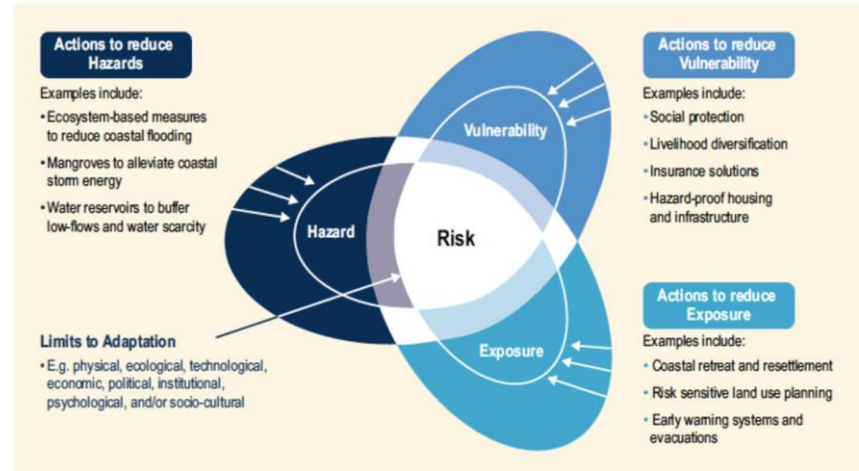 Actions to reduce
Hazards
Examples include:
•Ecosystem-based measures
to reduce coastal flooding
•Mangroves to alleviate coastal
storm energy
•Water reservoirs to buffer
low-flows and water scarcity
Limits to Adaptation
•E.g. physical, ecological, technological,
economic, political, institutional,
psychological, and/or socio-cultural
Vulnerability
Hazard
Risk
Exposure
Actions to reduce
Vulnerability
Examples include:
•Social protection
•Livelihood diversification
•Insurance solutions
•Hazard-proof housing
and infrastructure
Actions to reduce
Exposure
Examples include:
•Coastal retreat and resettlement
•Risk sensitive land use planning
•Early warning systems and
evacuations